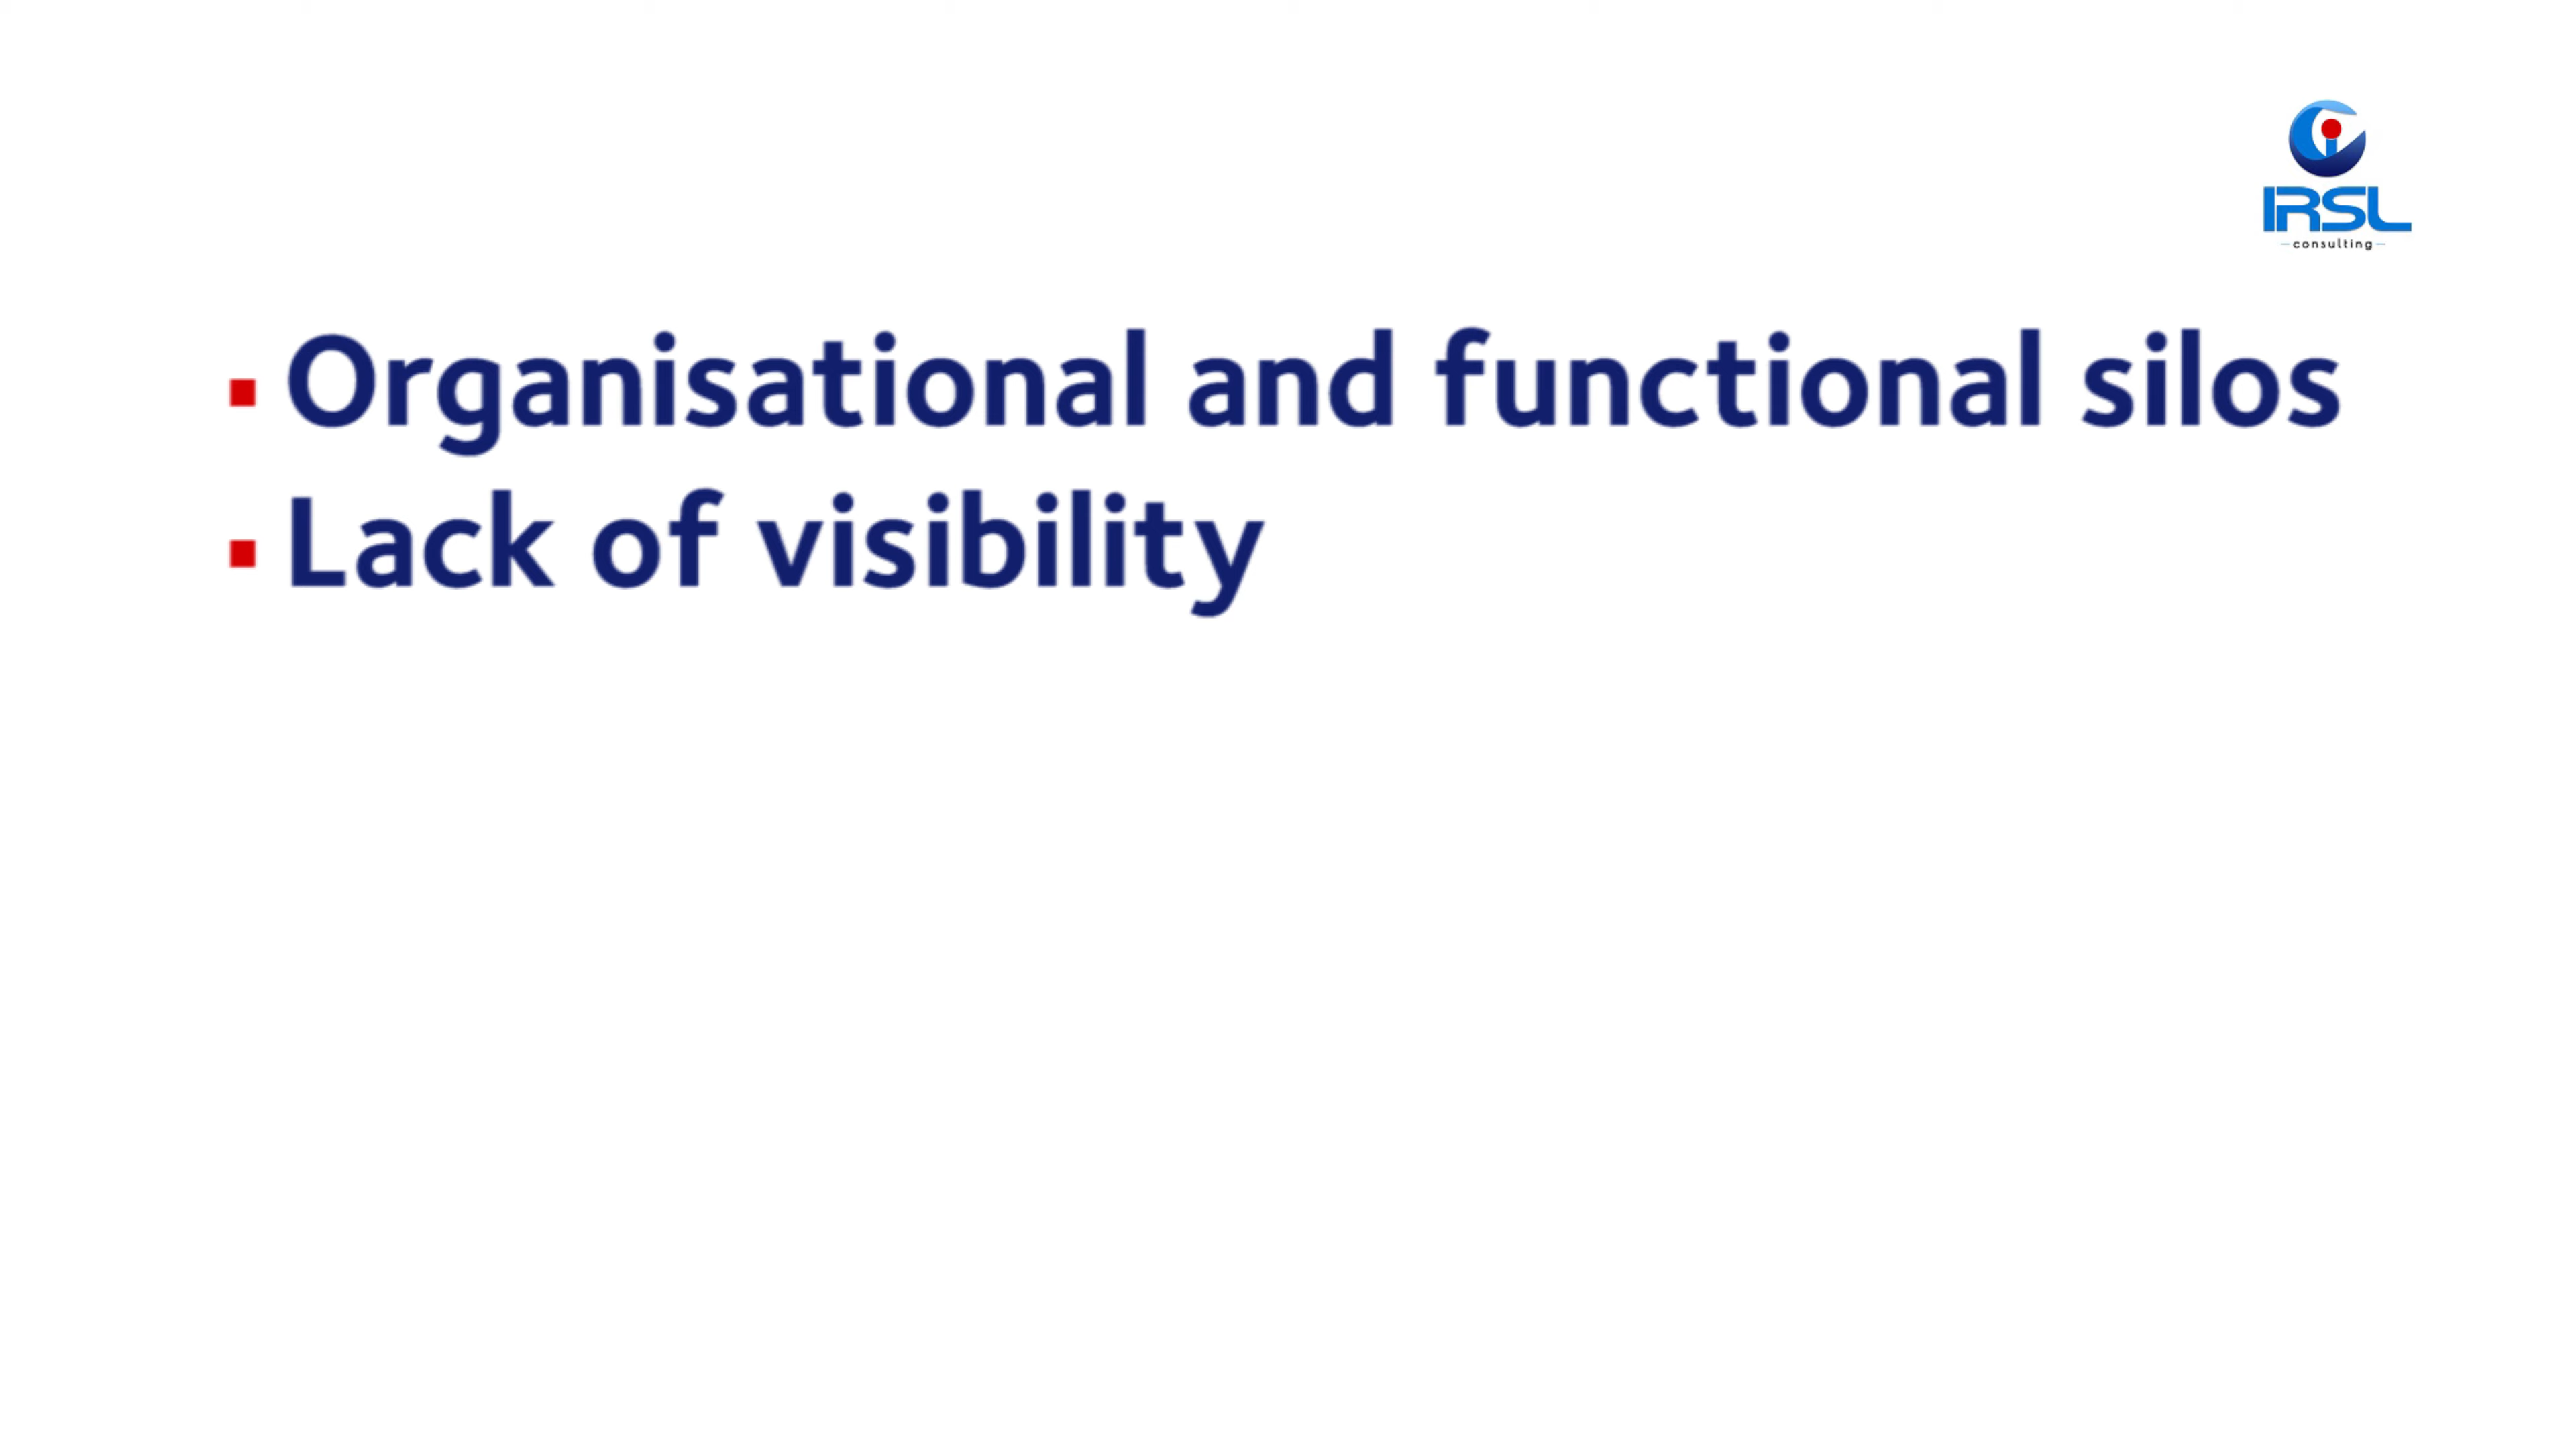 IRSL
consulting
▪ Organisational and functional silos
▪ Lack of visibility